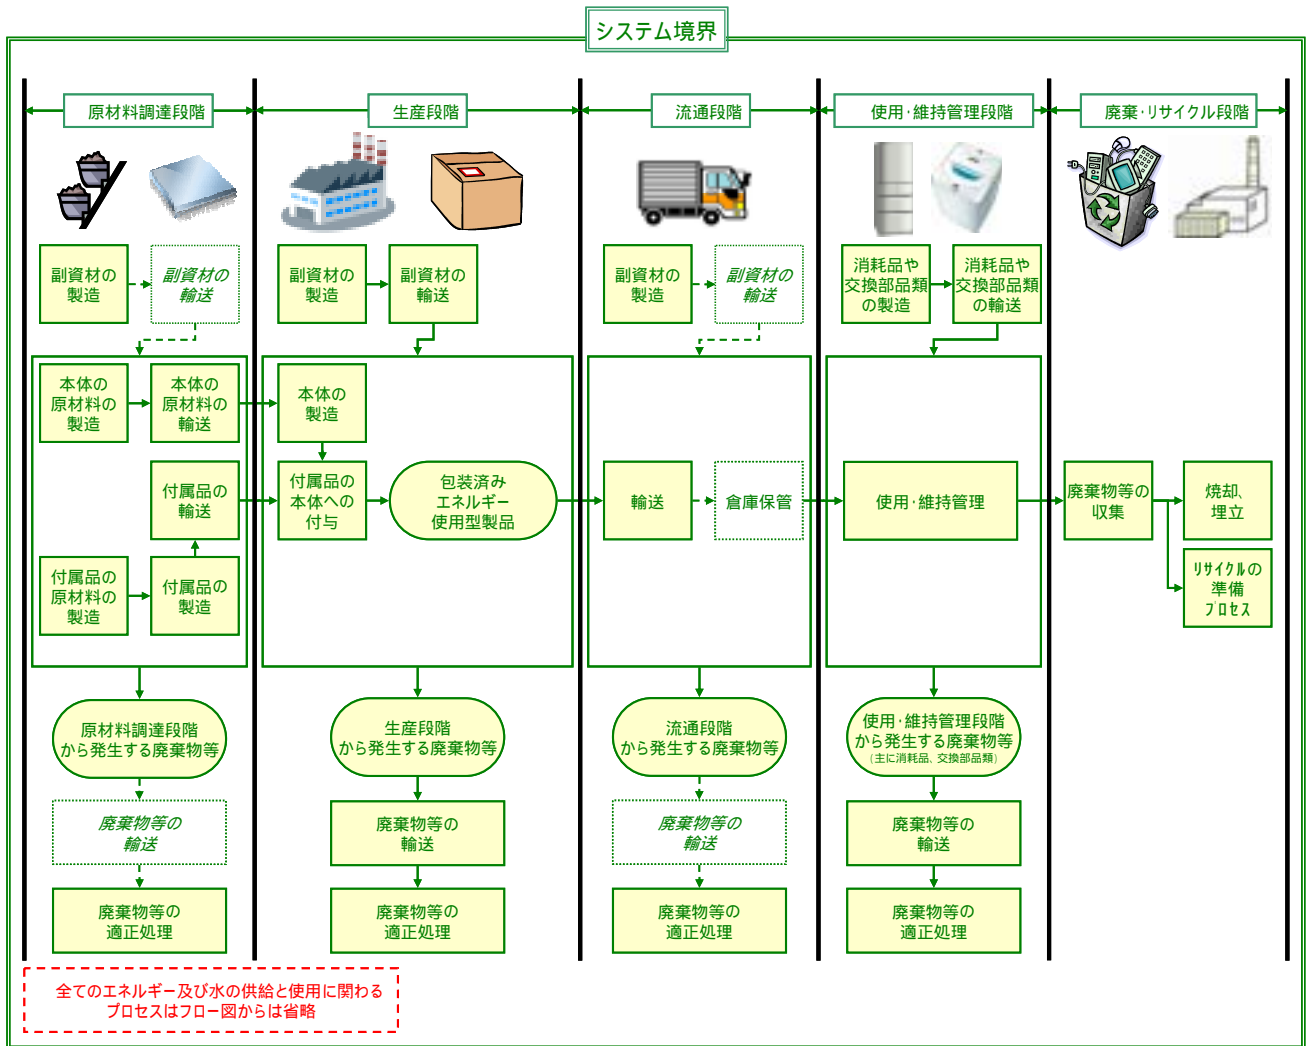 システム境界
原材料調達段階
生産段階
流通段階
使用･維持管理段階
廃棄･リサイクル段階
副資材の
製造
副資材の
輸送
副資材の
製造
副資材の
輸送
副資材の
製造
副資材の
輸送
消耗品や
交換部品類
の製造
消耗品や
交換部品類
の輸送
本体の
原材料の
製造
本体の
原材料の
輸送
本体の
製造
付属品の
輸送
付属品の
本体への
付与
包装済み
エネルギー
使用型製品
輸送
倉庫保管
使用･維持管理
廃棄物等の
収集
焼却、
埋立
付属品の
原材料の
製造
付属品の
製造
リサイクルの
準備
プロセス
原材料調達段階
から発生する廃棄物等
生産段階
から発生する廃棄物等
流通段階
から発生する廃棄物等
使用･維持管理段階
から発生する廃棄物等
(主に消耗品、交換部品類)
廃棄物等の
輸送
廃棄物等の
輸送
廃棄物等の
輸送
廃棄物等の
輸送
廃棄物等の
適正処理
廃棄物等の
適正処理
廃棄物等の
適正処理
廃棄物等の
適正処理
全てのエネルギー及び水の供給と使用に関わる
プロセスはフロー図からは省略